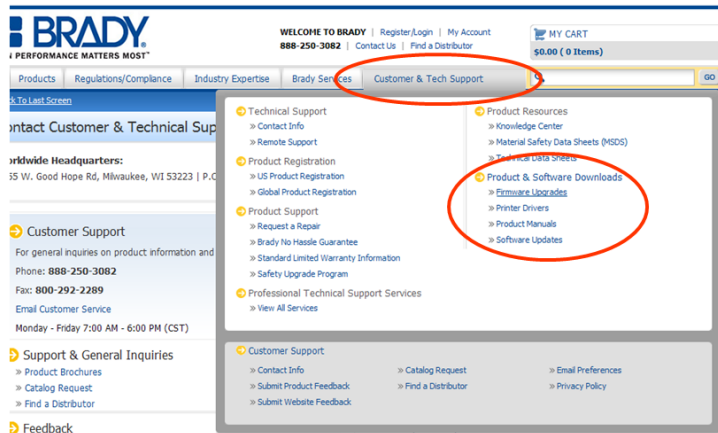 BRADY.
N PERFORMANCE MATTERS MOST™
WELCOME TO BRADY | Register/Login | My Account
888-250-3082 | Contact Us | Find a Distributor
MY CART
$0.00 ( 0 Items)
Products
Regulations/Compliance
Industry Expertise
Brady Services
Customer & Tech Support
GO
ck To Last Screen
ontact Customer & Technical Sup
orldwide Headquarters:
55 W. Good Hope Rd, Milwaukee, WI 53223 | P.O
Customer Support
For general inquiries on product information and
Phone: 888-250-3082
Fax: 800-292-2289
Email Customer Service
Monday - Friday 7:00 AM - 6:00 PM (CST)
Support & General Inquiries
» Product Brochures
» Catalog Request
» Find a Distributor
Feedback
Technical Support
» Contact Info
» Remote Support
Product Registration
» US Product Registration
» Global Product Registration
Product Support
» Request a Repair
» Brady No Hassle Guarantee
» Standard Limited Warranty Information
» Safety Upgrade Program
Professional Technical Support Services
» View All Services
Product Resources
» Knowledge Center
» Material Safety Data Sheets (MSDS)
» Technical Data Sheets
Product & Software Downloads
» Firmware Upgrades
» Printer Drivers
» Product Manuals
» Software Updates
Customer Support
» Contact Info
» Submit Product Feedback
» Submit Website Feedback
» Catalog Request
» Find a Distributor
» Email Preferences
» Privacy Policy